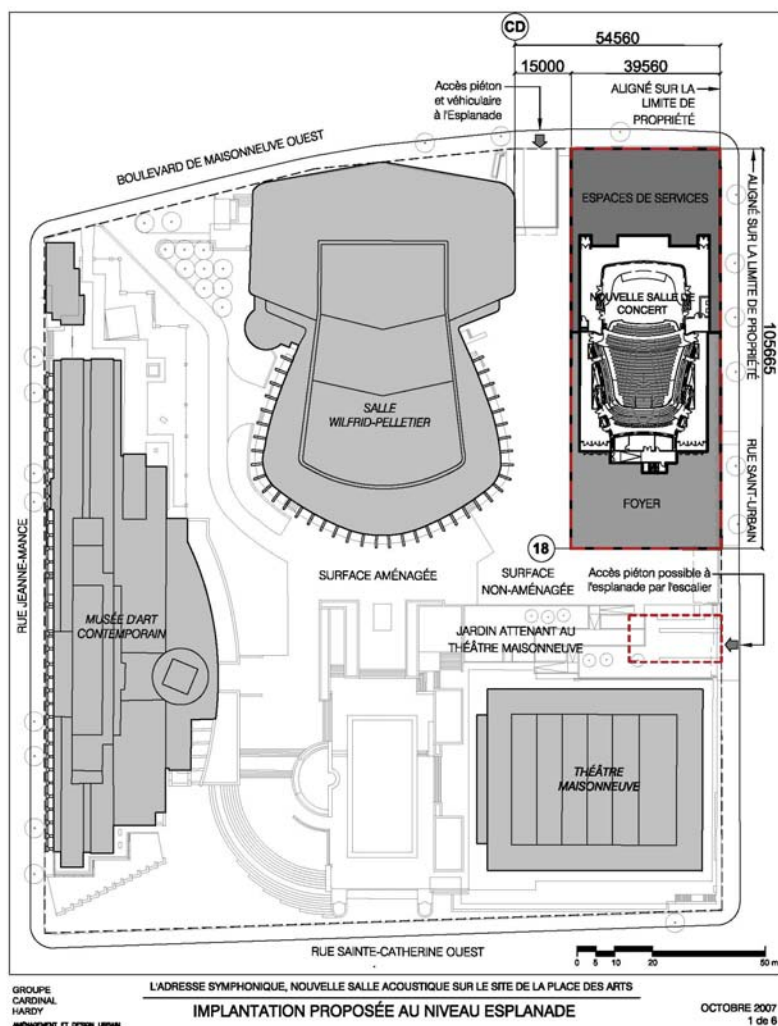 CD
54560
15000
39560
Accès piéton
et véhiculaire
à l'Esplanade
ALIGNÉ SUR LA
LIMITE DE
PROPRIÉTÉ
BOULEVARD DE MAISONNEUVE OUEST
ESPACES DE SERVICES
ALIGNÉ SUR LA LIMITE DE PROPRIÉTÉ
NOUVELLE SALLE DE
CONCERT
105665
SALLE
WILFRID-PELLETIER
RUE SAINT-URBAIN
FOYER
RUE JEANNE-MANCE
18
SURFACE AMÉNAGÉE
SURFACE
NON-AMÉNAGÉE
Accès piéton possible à
l'esplanade par l'escalier
MUSÉE D'ART
CONTEMPORAIN
JARDIN ATTENANT AU
THÉÂTRE MAISONNEUVE
THÉÂTRE
MAISONNEUVE
RUE SAINTE-CATHERINE OUEST
0 5 10 20 50 m
GROUPE
CARDINAL
HARDY
AMÉNAGEMENT ET DESIGN URBAIN
L'ADRESSE SYMPHONIQUE, NOUVELLE SALLE ACOUSTIQUE SUR LE SITE DE LA PLACE DES ARTS
IMPLANTATION PROPOSÉE AU NIVEAU ESPLANADE
OCTOBRE 2007
1 de 6